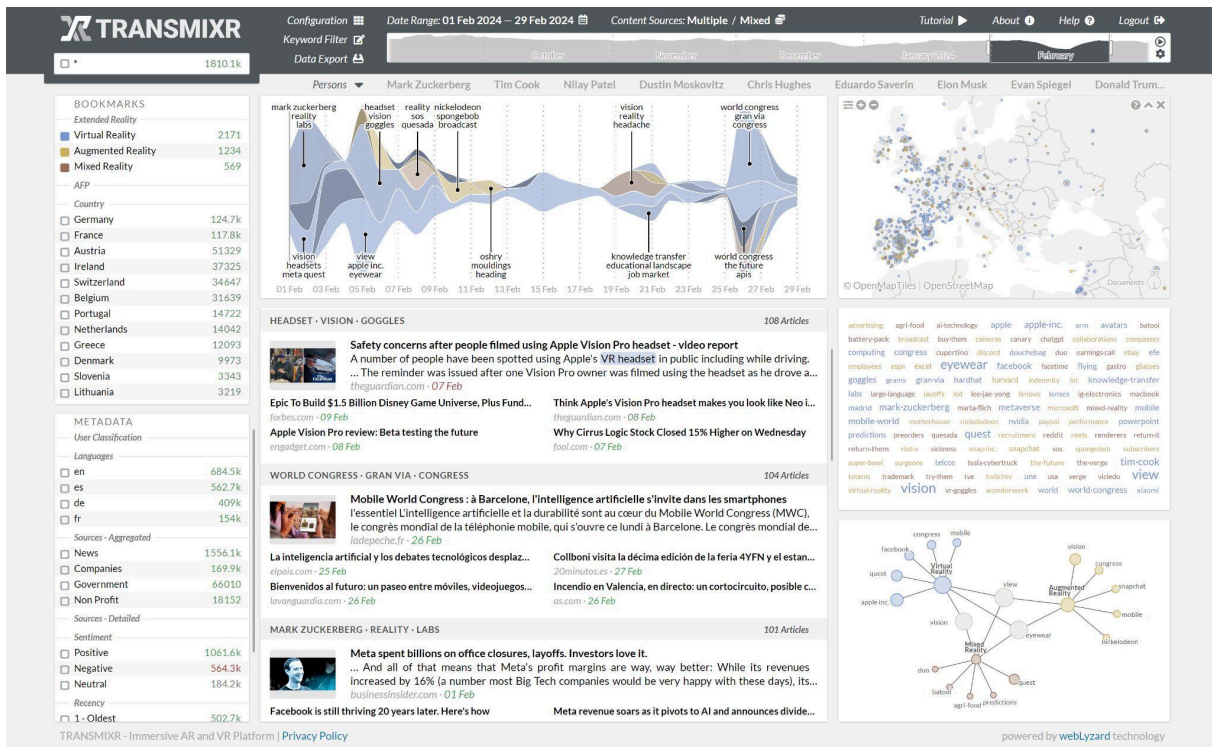 TRANSMIXR
Configuration
Keyword Filter
Data Export
Date Range: 01 Feb 2024 — 29 Feb 2024
Content Sources: Multiple / Mixed
Tutorial
About
Help
Logout
* 1810.1k
October November December January 2024 February
Persons Mark Zuckerberg Tim Cook Nilay Patel Dustin Moskovitz Chris Hughes Eduardo Saverin Elon Musk Evan Spiegel Donald Trum...
BOOKMARKS
Extended Reality
Virtual Reality 2171
Augmented Reality 1234
Mixed Reality 569
AFP
Country
Germany 124.7k
France 117.8k
Austria 51329
Ireland 37325
Switzerland 34647
Belgium 31639
Portugal 14722
Netherlands 14042
Greece 12093
Denmark 9973
Slovenia 3343
Lithuania 3219
METADATA
User Classification
Languages
en 684.5k
es 562.7k
de 409k
fr 154k
Sources - Aggregated
News 1556.1k
Companies 169.9k
Government 66010
Non Profit 18152
Sources - Detailed
Sentiment
Positive 1061.6k
Negative 564.3k
Neutral 184.2k
Recency
1 - Oldest 502.7k
mark zuckerberg
reality
labs
headset
vision
goggles
reality
sos
quesada
nickelodeon
spongebob
broadcast
vision
reality
headache
world congress
gran via
congress
vision
headsets
meta quest
view
apple inc.
eyewear
oshry
mouldings
heading
knowledge transfer
educational landscape
job market
world congress
the future
apis
01 Feb 03 Feb 05 Feb 07 Feb 09 Feb 11 Feb 13 Feb 15 Feb 17 Feb 19 Feb 21 Feb 23 Feb 25 Feb 27 Feb 29 Feb
HEADSET · VISION · GOGGLES 108 Articles
Safety concerns after people filmed using Apple Vision Pro headset - video report
A number of people have been spotted using Apple's VR headset in public including while driving.
... The reminder was issued after one Vision Pro owner was filmed using the headset as he drove a...
theguardian.com · 07 Feb
Epic To Build $1.5 Billion Disney Game Universe, Plus Fund...
forbes.com · 09 Feb
Think Apple's Vision Pro headset makes you look like Neo i...
theguardian.com · 08 Feb
Apple Vision Pro review: Beta testing the future
engadget.com · 08 Feb
Why Cirrus Logic Stock Closed 15% Higher on Wednesday
fool.com · 07 Feb
WORLD CONGRESS · GRAN VIA · CONGRESS 104 Articles
Mobile World Congress : à Barcelone, l'intelligence artificielle s'invite dans les smartphones
l'essentiel L'intelligence artificielle et la durabilité sont au cœur du Mobile World Congress (MWC),
le congrès mondial de la téléphonie mobile, qui s'ouvre ce lundi à Barcelone. Le congrès mondial de...
ladepeche.fr · 26 Feb
La inteligencia artificial y los debates tecnológicos desplaz...
elpais.com · 25 Feb
Collboni visita la décima edición de la feria 4YFN y el estan...
20minutos.es · 27 Feb
Bienvenidos al futuro: un paseo entre móviles, videojuegos...
lavanguardia.com · 26 Feb
Incendio en Valencia, en directo: un cortocircuito, posible c...
as.com · 26 Feb
MARK ZUCKERBERG · REALITY · LABS 101 Articles
Meta spent billions on office closures, layoffs. Investors love it.
... And all of that means that Meta's profit margins are way, way better: While its revenues
increased by 16% (a number most Big Tech companies would be very happy with these days), its...
businessinsider.com · 01 Feb
Facebook is still thriving 20 years later. Here's how
Meta revenue soars as it pivots to AI and announces divide...
© OpenMapTiles | OpenStreetMap
Documents 1
advertising agri-food ai-technology apple apple-inc. arm avatars batool
battery-pack broadcast buy-them cameras canary chatgpt collaborations compasses
computing congress cupertino discord douchebag duo earnings-call ebay efe
employees espn excel eyewear facebook facetime flying gastro glasses
goggles grams gran-via hardhat harvard indemnity iot knowledge-transfer
labs large-language layoffs led lee-jae-yong lenovo lenses lg-electronics macbook
madrid mark-zuckerberg marta-flich metaverse microsoft mixed-reality mobile
mobile-world motherhouse nickelodeon nvidia paypal performance powerpoint
predictions preorders quesada quest recruitment reddit reels renderers return-it
return-them riot-v sickness snap-inc. snapchat sos spongebob subscribers
super-bowl surgeons telcos tesla-cybertruck the-future the-verge tim-cook
totems trademark try-them tve twitchtv une usa verge viciedo view
virtual-reality vision vr-goggles wonderwerk world world-congress xiaomi
congress
mobile
facebook
Virtual
Reality
quest
apple inc.
view
vision
eyewear
Augmented
Reality
vision
congress
snapchat
mobile
nickelodeon
Mixed
Reality
duo
batool
agri-food
predictions
quest
TRANSMIXR - Immersive AR and VR Platform | Privacy Policy
powered by webLyzard technology